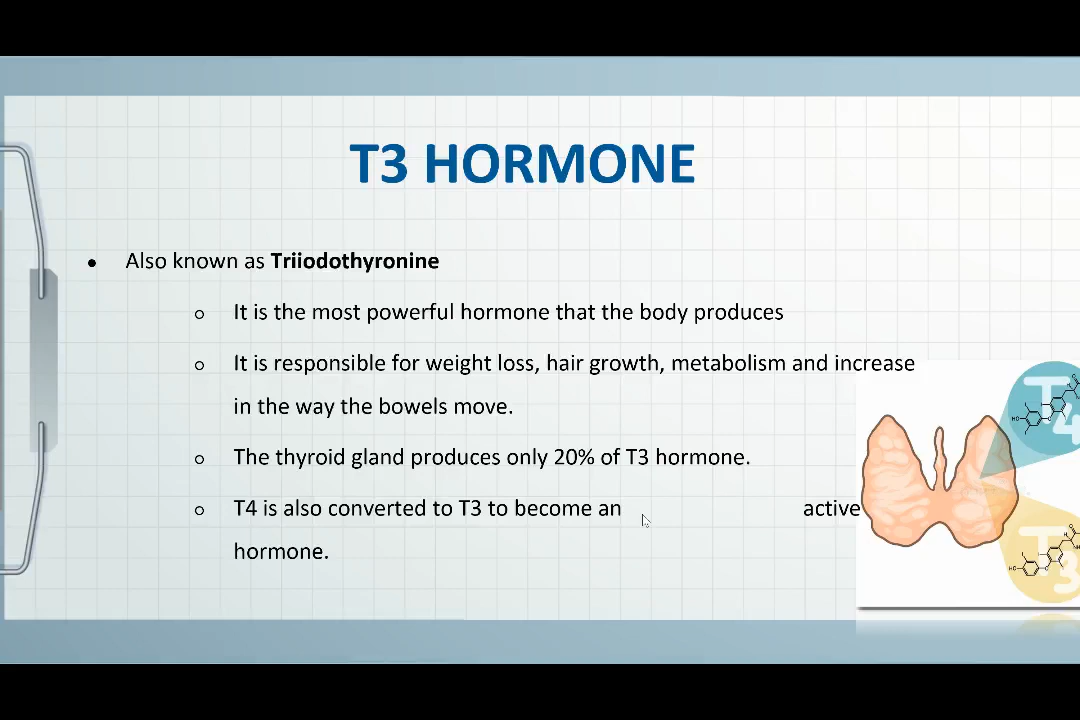 T3 HORMONE
• Also known as Triiodothyronine
o It is the most powerful hormone that the body produces
o It is responsible for weight loss, hair growth, metabolism and increase
in the way the bowels move.
o The thyroid gland produces only 20% of T3 hormone.
o T4 is also converted to T3 to become an active
hormone.
T4
T3